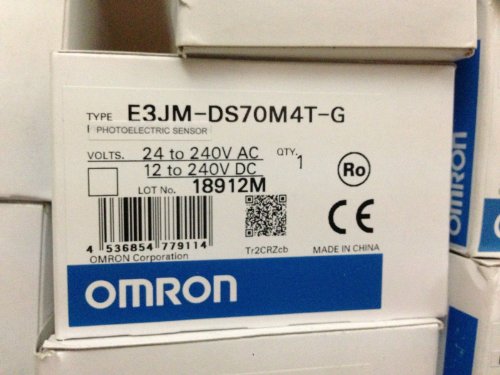 TYPE E3JM-DS70M4T-G
PHOTOELECTRIC SENSOR
VOLTS. 24 to 240V AC QTY. 1
12 to 240V DC
LOT No. 18912M
Ro
CE
4 536854 779114
Tr2CRZcb
MADE IN CHINA
OMRON Corporation
OMRON